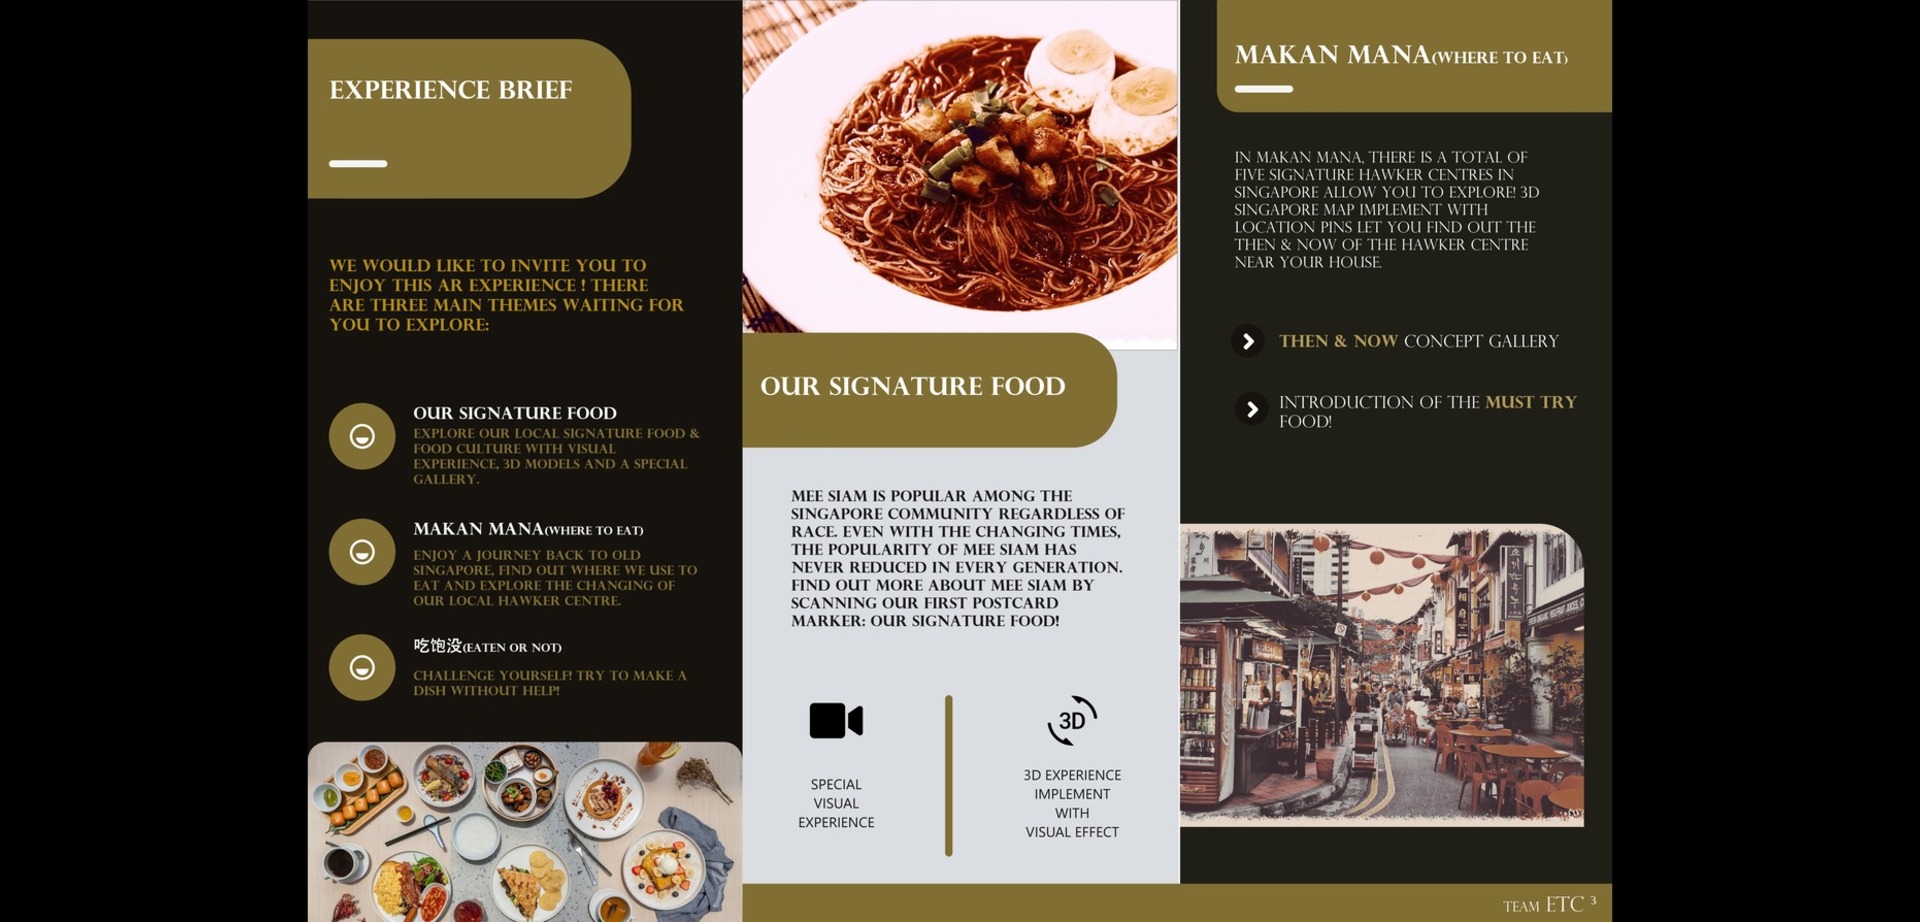 EXPERIENCE BRIEF
WE WOULD LIKE TO INVITE YOU TO
ENJOY THIS AR EXPERIENCE ! THERE
ARE THREE MAIN THEMES WAITING FOR
YOU TO EXPLORE:
OUR SIGNATURE FOOD
EXPLORE OUR LOCAL SIGNATURE FOOD &
FOOD CULTURE WITH VISUAL
EXPERIENCE, 3D MODELS AND A SPECIAL
GALLERY.
MAKAN MANA(WHERE TO EAT)
ENJOY A JOURNEY BACK TO OLD
SINGAPORE, FIND OUT WHERE WE USE TO
EAT AND EXPLORE THE CHANGING OF
OUR LOCAL HAWKER CENTRE.
吃饱没(EATEN OR NOT)
CHALLENGE YOURSELF! TRY TO MAKE A
DISH WITHOUT HELP!
OUR SIGNATURE FOOD
MEE SIAM IS POPULAR AMONG THE
SINGAPORE COMMUNITY REGARDLESS OF
RACE. EVEN WITH THE CHANGING TIMES,
THE POPULARITY OF MEE SIAM HAS
NEVER REDUCED IN EVERY GENERATION.
FIND OUT MORE ABOUT MEE SIAM BY
SCANNING OUR FIRST POSTCARD
MARKER: OUR SIGNATURE FOOD!
SPECIAL
VISUAL
EXPERIENCE
3D
3D EXPERIENCE
IMPLEMENT
WITH
VISUAL EFFECT
MAKAN MANA(WHERE TO EAT)
IN MAKAN MANA, THERE IS A TOTAL OF
FIVE SIGNATURE HAWKER CENTRES IN
SINGAPORE ALLOW YOU TO EXPLORE! 3D
SINGAPORE MAP IMPLEMENT WITH
LOCATION PINS LET YOU FIND OUT THE
THEN & NOW OF THE HAWKER CENTRE
NEAR YOUR HOUSE.
THEN & NOW CONCEPT GALLERY
INTRODUCTION OF THE MUST TRY
FOOD!
TEAM ETC 3